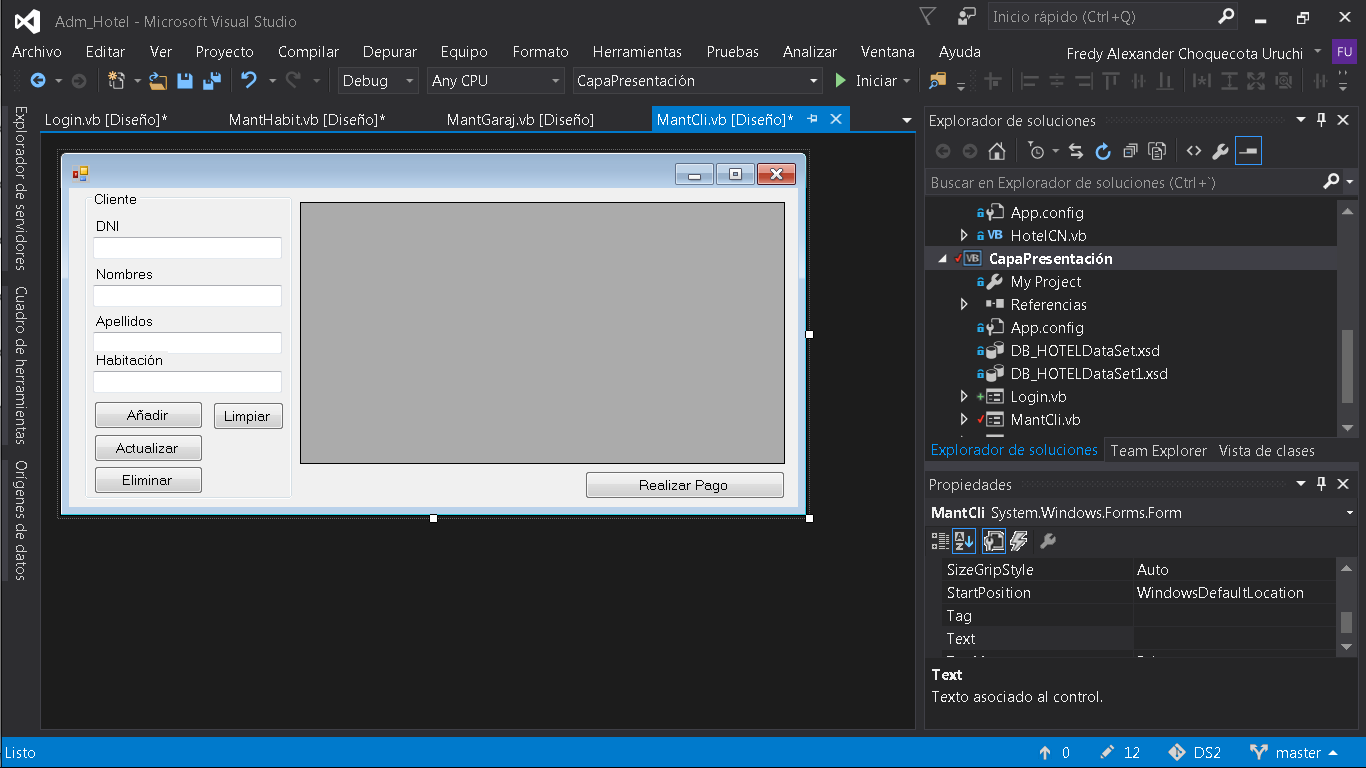 Adm_Hotel - Microsoft Visual Studio
Inicio rápido (Ctrl+Q)
Archivo Editar Ver Proyecto Compilar Depurar Equipo Formato Herramientas Pruebas Analizar Ventana Ayuda
Fredy Alexander Choquecota Uruchi FU
Debug Any CPU CapaPresentación Iniciar
Explorador de servidores
Cuadro de herramientas
Orígenes de datos
Login.vb [Diseño]* MantHabit.vb [Diseño]* MantGaraj.vb [Diseño] MantCli.vb [Diseño]*
Cliente
DNI
Nombres
Apellidos
Habitación
Añadir Limpiar
Actualizar
Eliminar
Realizar Pago
Explorador de soluciones
Buscar en Explorador de soluciones (Ctrl+`)
App.config
VB HotelCN.vb
VB CapaPresentación
My Project
Referencias
App.config
DB_HOTELDataSet.xsd
DB_HOTELDataSet1.xsd
Login.vb
MantCli.vb
Explorador de soluciones Team Explorer Vista de clases
Propiedades
MantCli System.Windows.Forms.Form
SizeGripStyle Auto
StartPosition WindowsDefaultLocation
Tag
Text
Text
Texto asociado al control.
Listo
0 12 DS2 master